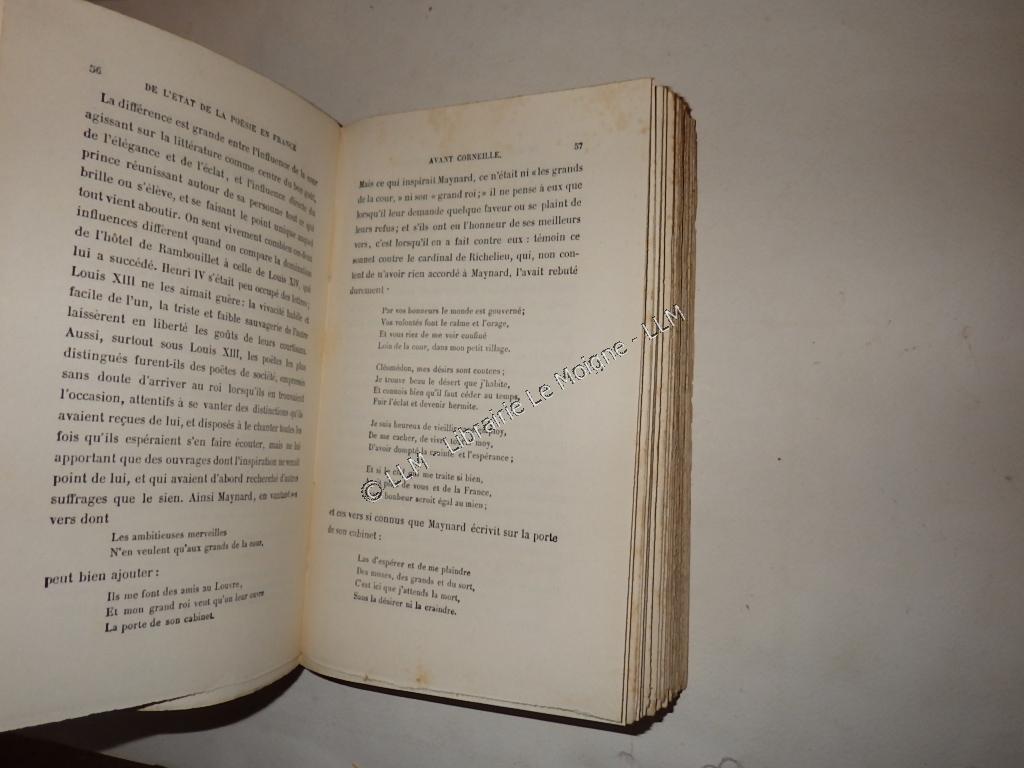 56
DE L'ETAT DE LA POÉSIE EN FRANCE
La différence est grande entre l'influence de la cour
agissant sur la littérature comme centre du bon goût,
de l'élégance et de l'éclat, et l'influence directe du
prince réunissant autour de sa personne tout ce qui
brille ou s'élève, et se faisant le point unique auquel
tout vient aboutir. On sent vivement combien ces deux
influences diffèrent quand on compare la domination
de l'hôtel de Rambouillet à celle de Louis XIV, qui
lui a succédé. Henri IV s'était peu occupé des lettres;
Louis XIII ne les aimait guère: la vivacité habile et
facile de l'un, la triste et faible sauvagerie de l'autre
laissèrent en liberté les goûts de leurs courtisans.
Aussi, surtout sous Louis XIII, les poëtes les plus
distingués furent-ils des poëtes de société, empressés
sans doute d'arriver au roi lorsqu'ils en trouvaient
l'occasion, attentifs à se vanter des distinctions qu'ils
avaient reçues de lui, et disposés à le chanter toutes les
fois qu'ils espéraient s'en faire écouter, mais ne lui
apportant que des ouvrages dont l'inspiration ne venait
point de lui, et qui avaient d'abord recherché d'autres
suffrages que le sien. Ainsi Maynard, en vantant ses
vers dont
Les ambitieuses merveilles
N'en veulent qu'aux grands de la cour,
peut bien ajouter:
Ils me font des amis au Louvre,
Et mon grand roi veut qu'on leur ouvre
La porte de son cabinet.
AVANT CORNEILLE.
57
Mais ce qui inspirait Maynard, ce n'était ni «les grands
de la cour, » ni son « grand roi; » il ne pense à eux que
lorsqu'il leur demande quelque faveur ou se plaint de
leurs refus; et s'ils ont eu l'honneur de ses meilleurs
vers, c'est lorsqu'il en a fait contre eux : témoin ce
sonnet contre le cardinal de Richelieu, qui, non con-
tent de n'avoir rien accordé à Maynard, l'avait rebuté
durement :
Par vos honneurs le monde est gouverné;
Vos volontés font le calme et l'orage,
Et vous riez de me voir confiné
Loin de la cour, dans mon petit village.
Cléomédon, mes désirs sont contens;
Je trouve beau le désert que j'habite,
Et connois bien qu'il faut céder au temps,
Fuir l'éclat et devenir hermite.
Je suis heureux de vieillir moy,
De me cacher, de vivre moy,
D'avoir dompté la crainte et l'espérance;
Et si le me traite si bien,
de vous et de la France,
bonheur seroit égal au mien;
et ces vers si connus que Maynard écrivit sur la porte
de son cabinet :
Las d'espérer et de me plaindre
Des muses, des grands et du sort,
C'est ici que j'attends la mort,
Sans la désirer ni la craindre.
© LLM - Librairie Le Moigne - LLM